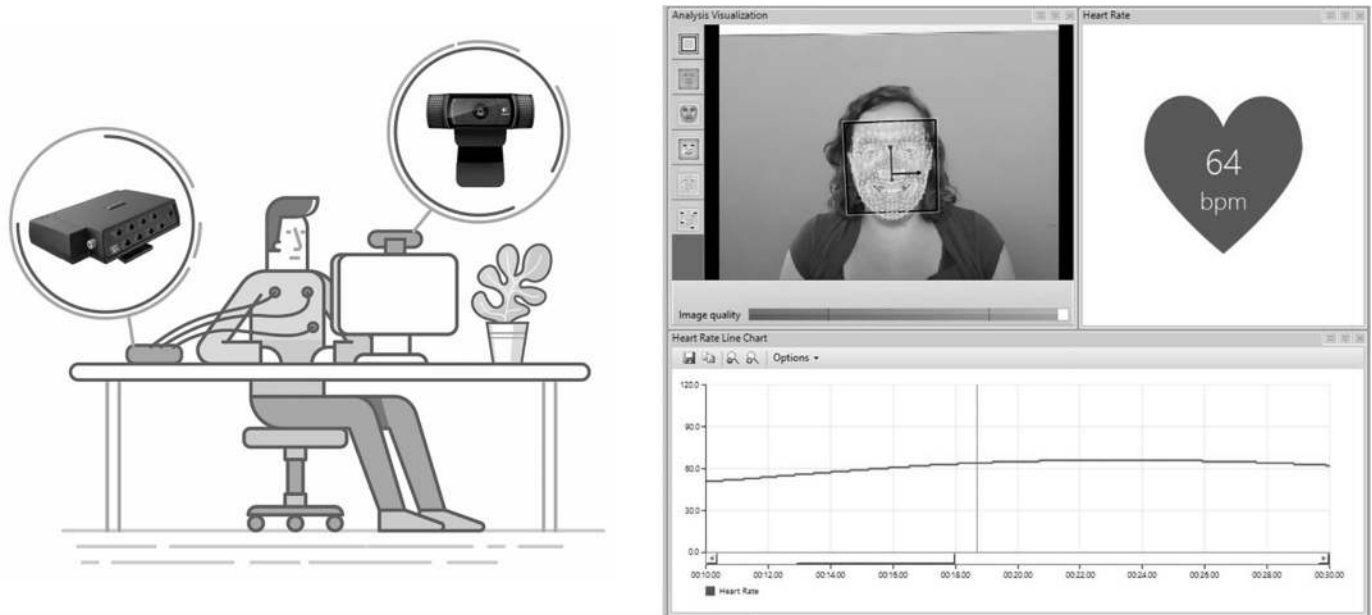 Analysis Visualization
Heart Rate
64
bpm
Image quality
Heart Rate Line Chart
Options
120.0
90.0
60.0
30.0
0.0
00:10.00 00:12.00 00:14.00 00:16.00 00:18.00 00:20.00 00:22.00 00:24.00 00:26.00 00:28.00 00:30.00
Heart Rate